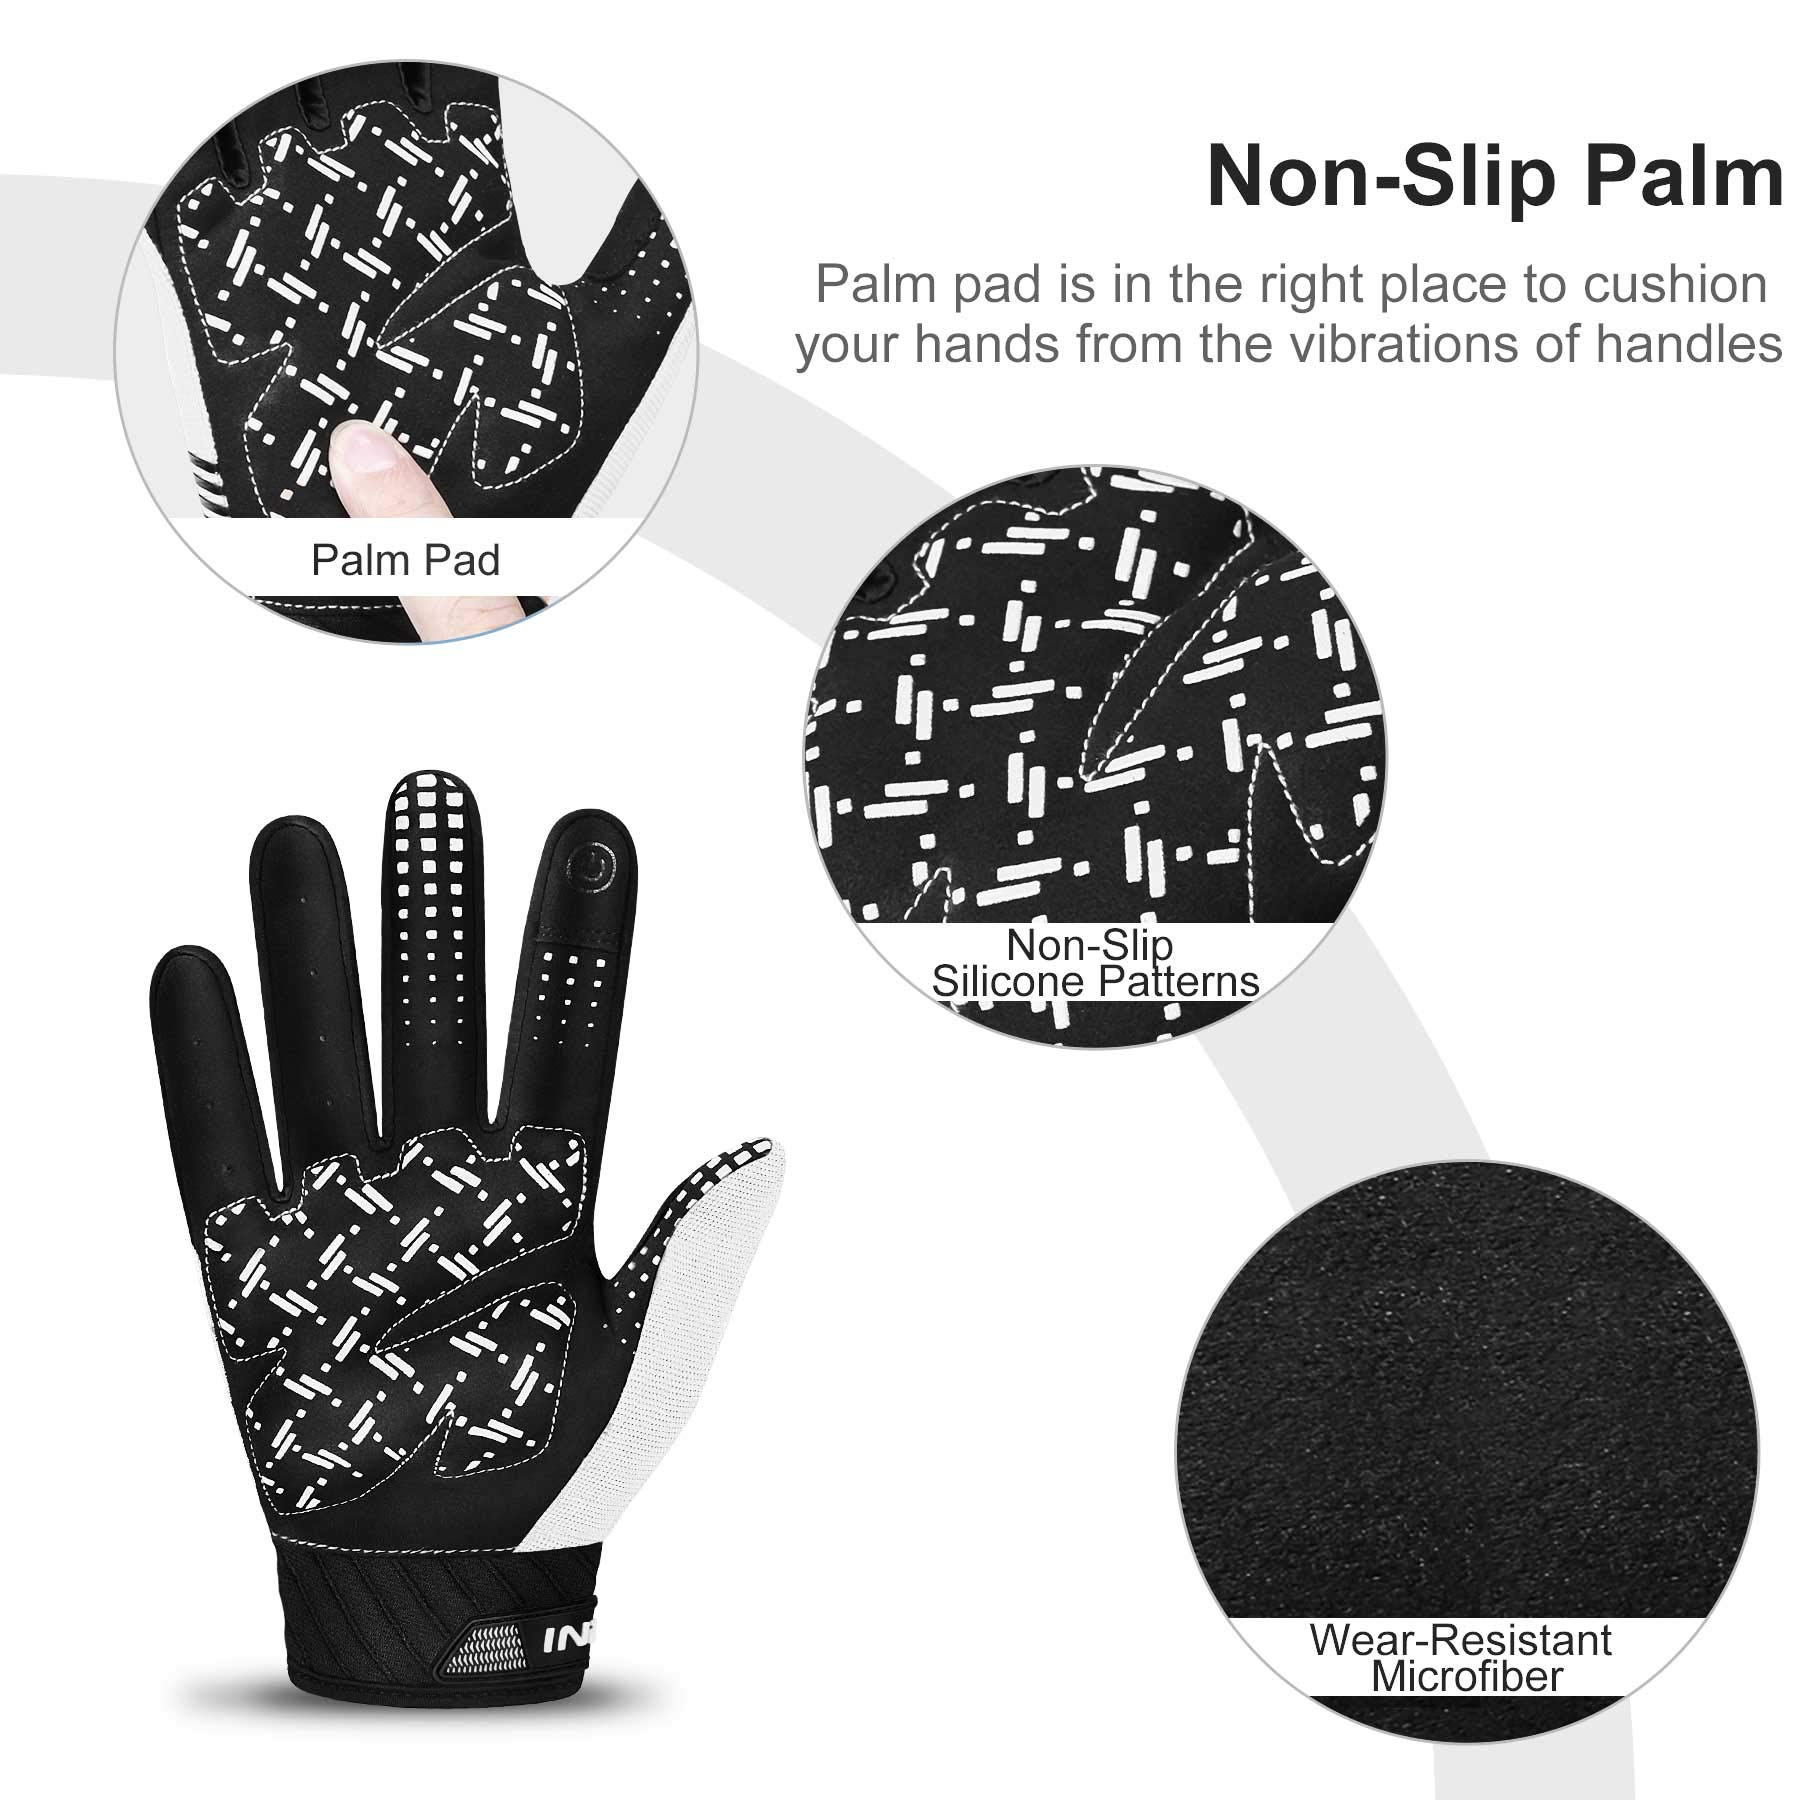 Non-Slip Palm
Palm pad is in the right place to cushion
your hands from the vibrations of handles
Palm Pad
Non-Slip
Silicone Patterns
Wear-Resistant
Microfiber